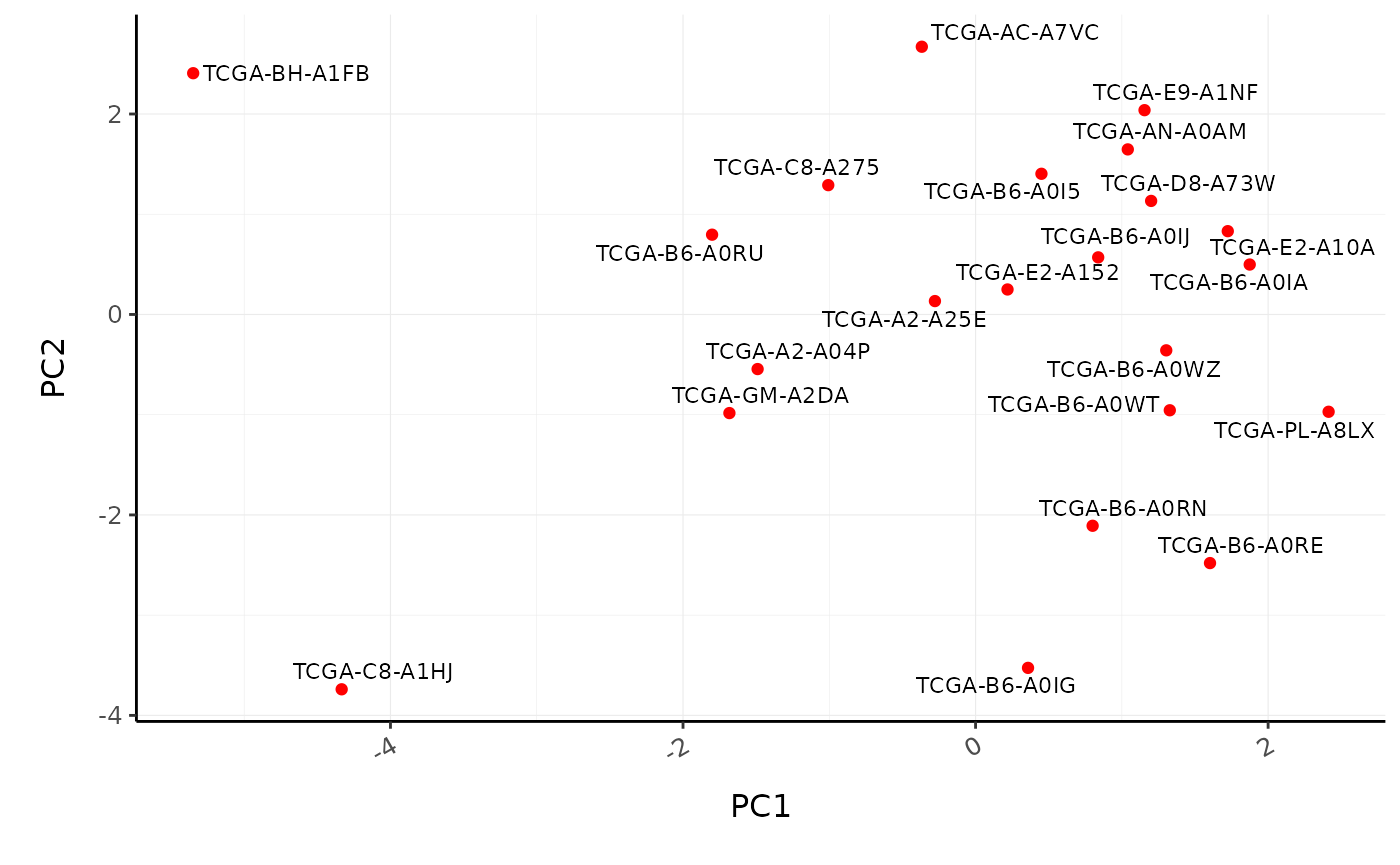 TCGA-AC-A7VC
TCGA-BH-A1FB
TCGA-E9-A1NF
2
TCGA-AN-A0AM
TCGA-C8-A275
TCGA-D8-A73W
TCGA-B6-A0I5
TCGA-B6-A0IJ
TCGA-E2-A10A
TCGA-B6-A0RU
TCGA-E2-A152
TCGA-B6-A0IA
0
TCGA-A2-A25E
TCGA-A2-A04P
PC2
TCGA-B6-A0WZ
TCGA-GM-A2DA
TCGA-B6-A0WT
TCGA-PL-A8LX
TCGA-B6-A0RN
-2
TCGA-B6-A0RE
TCGA-C8-A1HJ
TCGA-B6-A0IG
-4
-4 -2 0 2
PC1